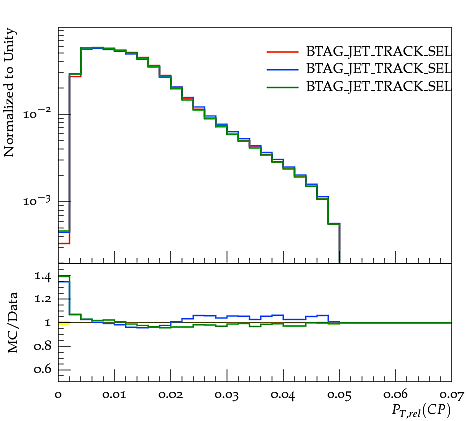 Normalized to Unity
BTAG_JET_TRACK_SEL
BTAG_JET_TRACK_SEL
BTAG_JET_TRACK_SEL
10−2
10−3
MC/Data
1.4
1.2
1
0.8
0.6
0 0.01 0.02 0.03 0.04 0.05 0.06 0.07
PT,rel(CP)